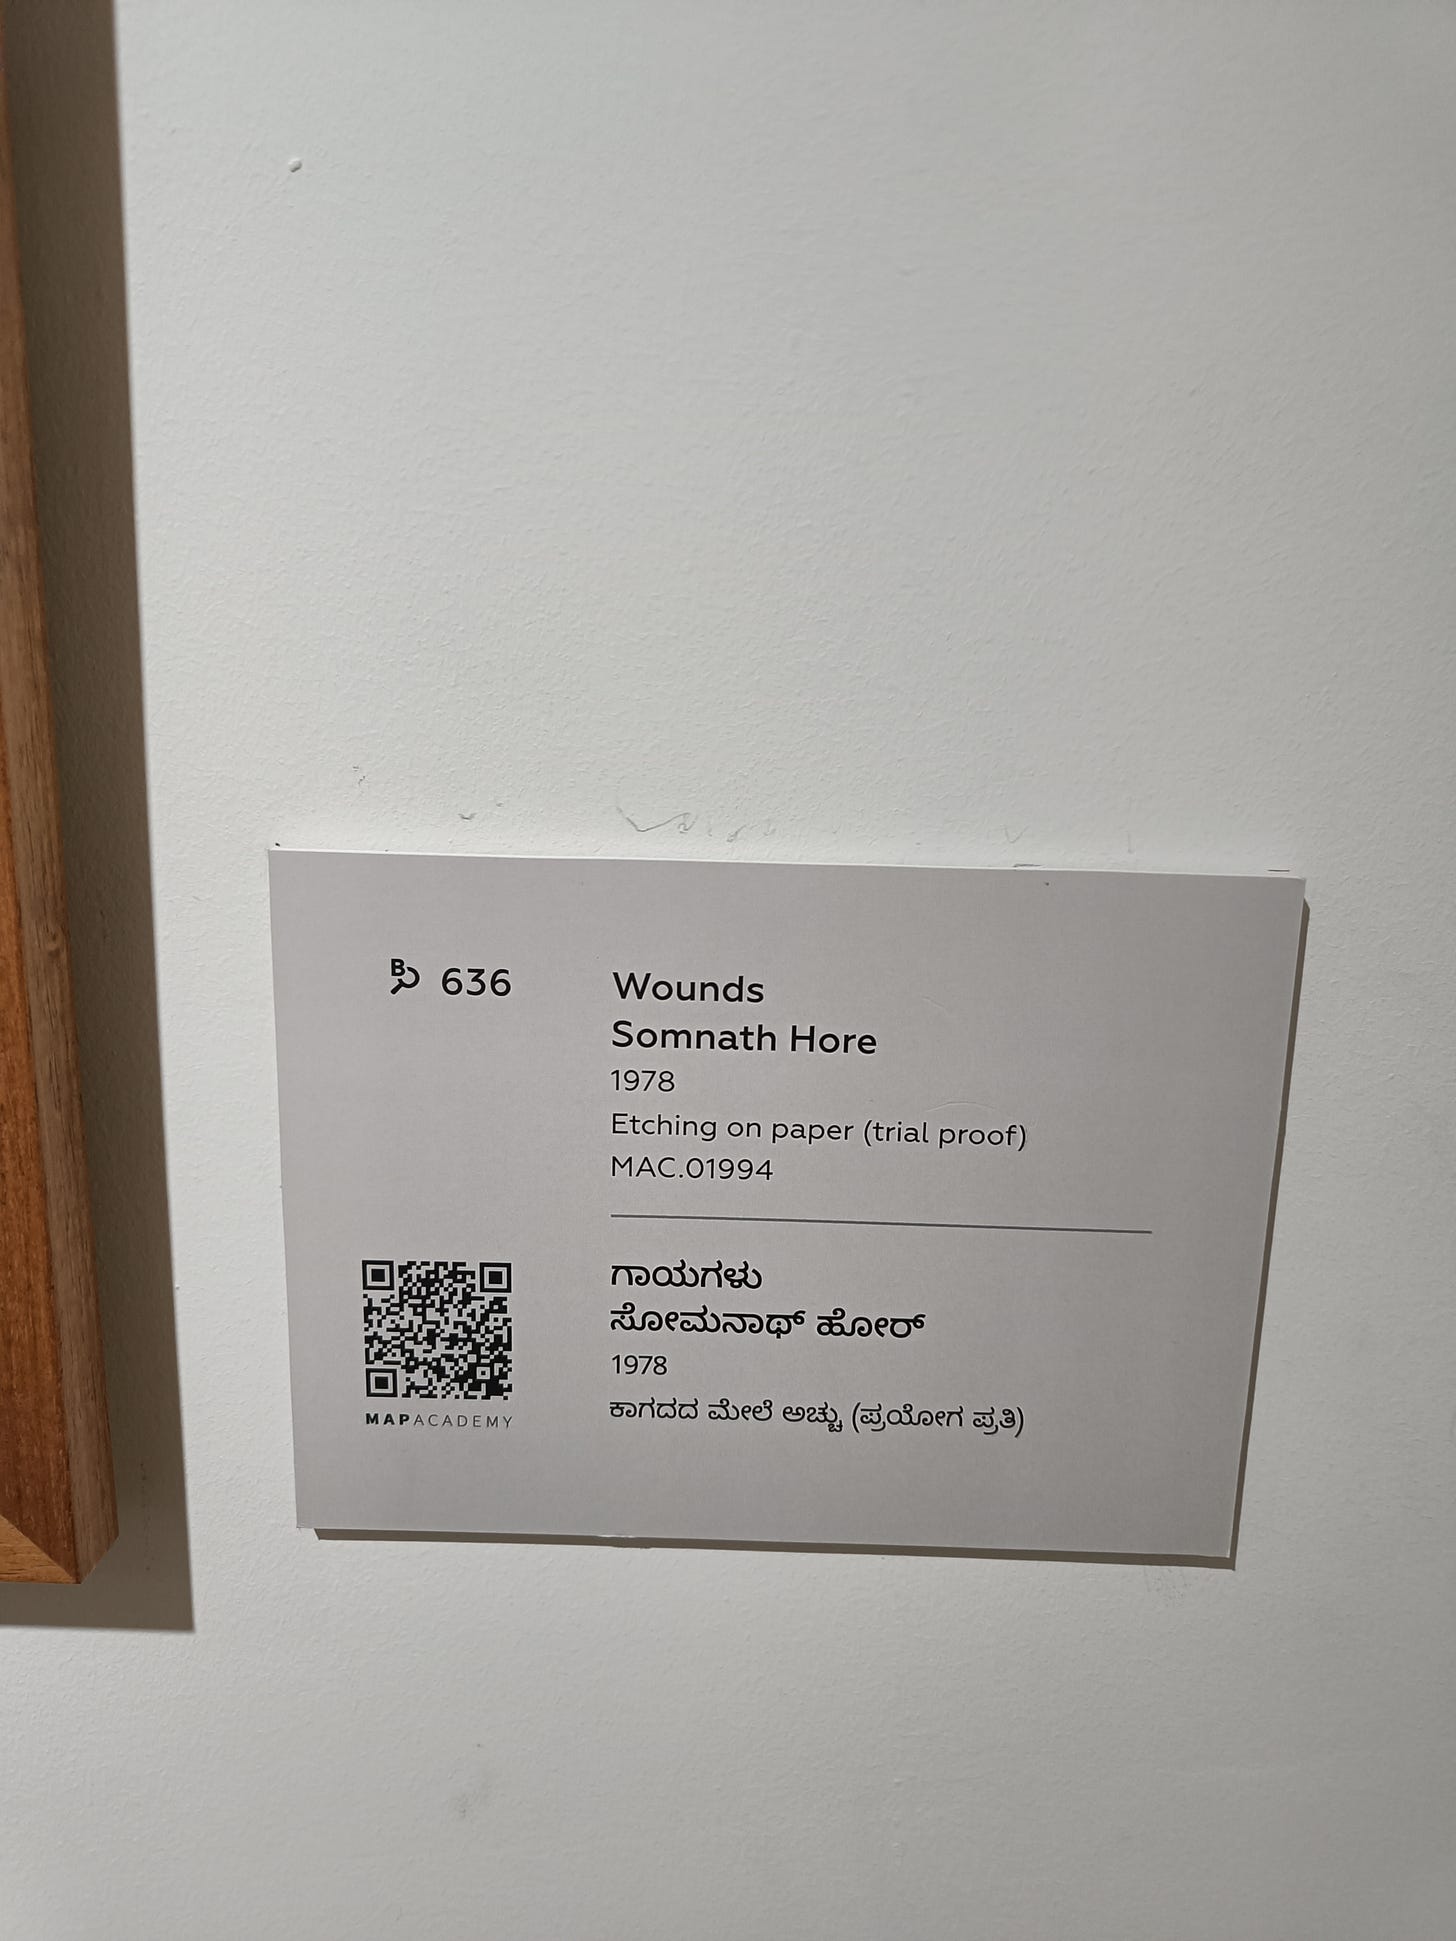 636
Wounds
Somnath Hore
1978
Etching on paper (trial proof)
MAC.01994
ಗಾಯಗಳು
ಸೋಮನಾಥ್ ಹೋರ್
1978
ಕಾಗದದ ಮೇಲೆ ಅಚ್ಚು (ಪ್ರಯೋಗ ಪ್ರತಿ)
MAPACADEMY